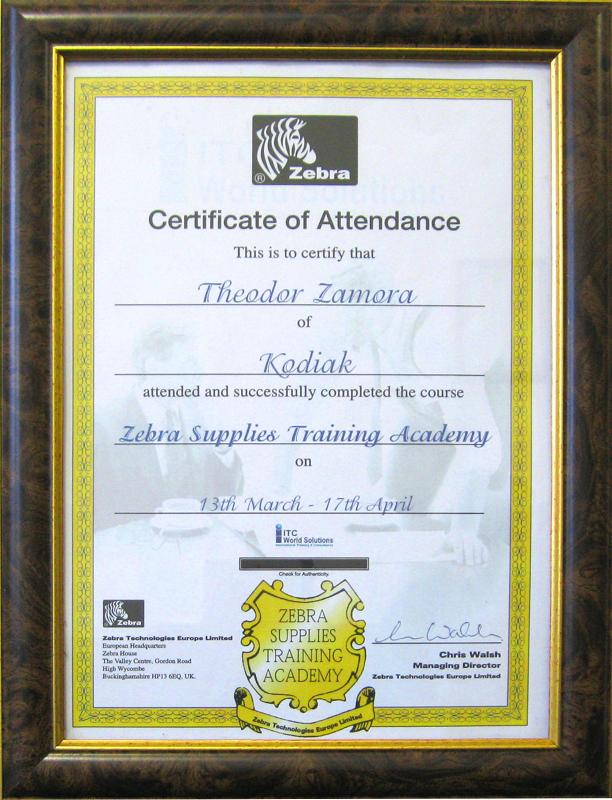 Zebra
®
Certificate of Attendance
This is to certify that
Theodor Zamora
of
Kodiak
attended and successfully completed the course
Zebra Supplies Training Academy
on
13th March - 17th April
ITC
World Solutions
International Training & Consultancy
Check for Authenticity.
Zebra
Zebra Technologies Europe Limited
European Headquarters
Zebra House
The Valley Centre, Gordon Road
High Wycombe
Buckinghamshire HP13 6EQ, UK.
ZEBRA
SUPPLIES
TRAINING
ACADEMY
Zebra Technologies Europe Limited
Chris Walsh
Managing Director
Zebra Technologies Europe Limited